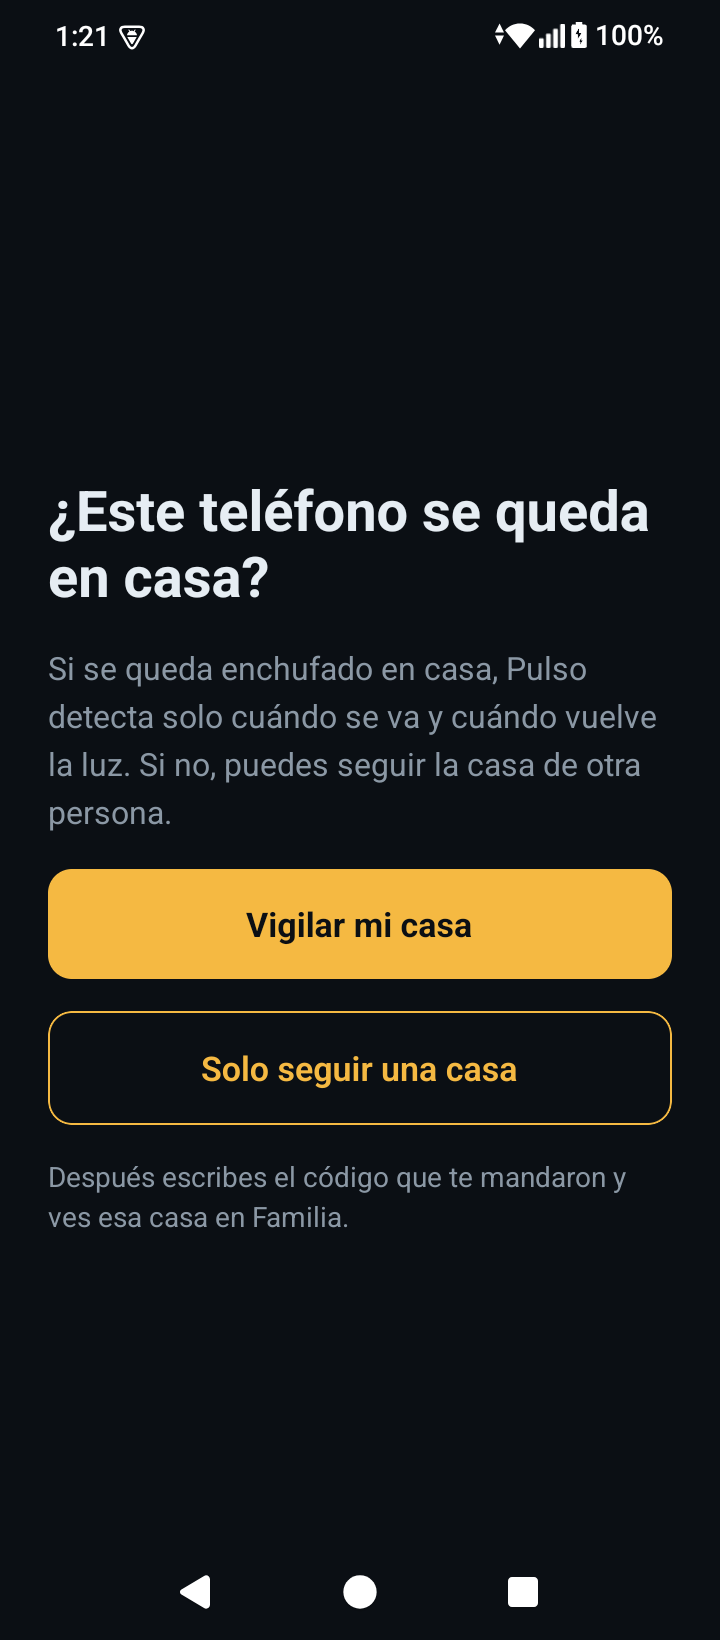 1:21
100%
¿Este teléfono se queda
en casa?
Si se queda enchufado en casa, Pulso
detecta solo cuándo se va y cuándo vuelve
la luz. Si no, puedes seguir la casa de otra
persona.
Vigilar mi casa
Solo seguir una casa
Después escribes el código que te mandaron y
ves esa casa en Familia.